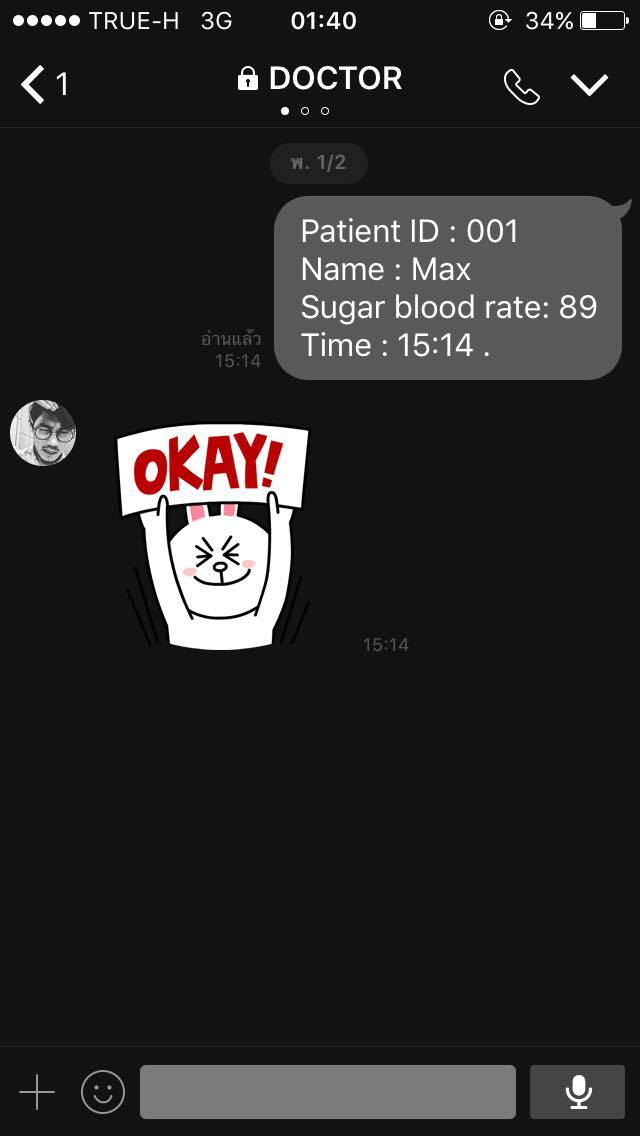 TRUE-H 3G 01:40 34%
1 DOCTOR
พ. 1/2
Patient ID : 001
Name : Max
Sugar blood rate: 89
Time : 15:14 .
อ่านแล้ว
15:14
OKAY!
15:14